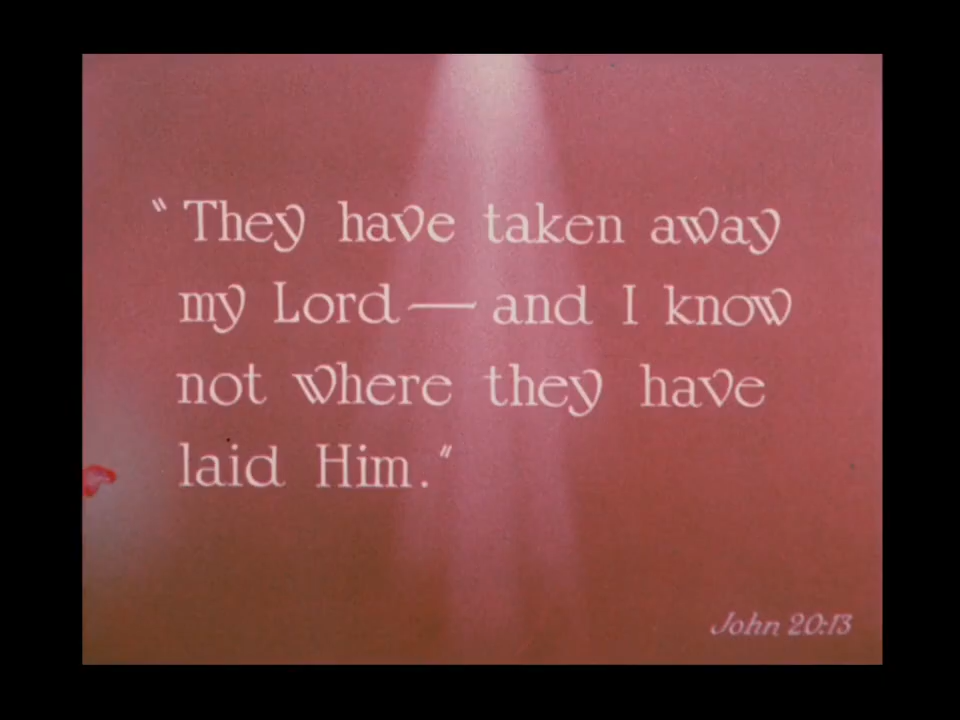 "They have taken away
my Lord — and I know
not where they have
laid Him."
John 20:13